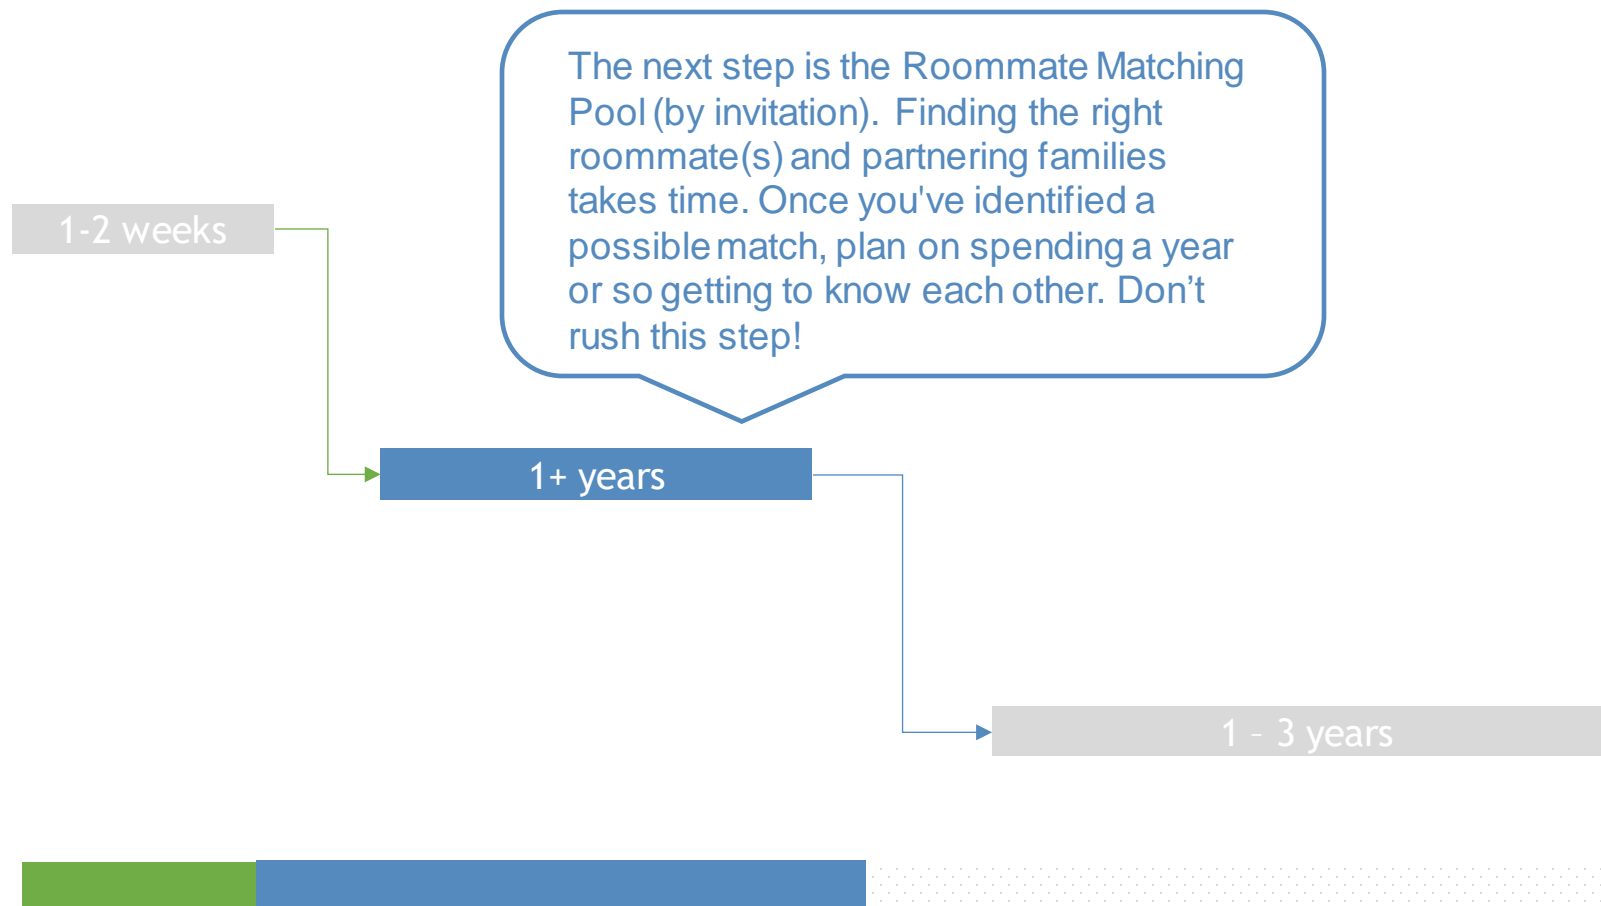 The next step is the Roommate Matching
Pool (by invitation).  Finding the right
roommate(s) and partnering families
takes time. Once you've identified a
possible match, plan on spending a year
or so getting to know each other. Don’t
rush this step!
1-2 weeks
1+ years
1 – 3 years